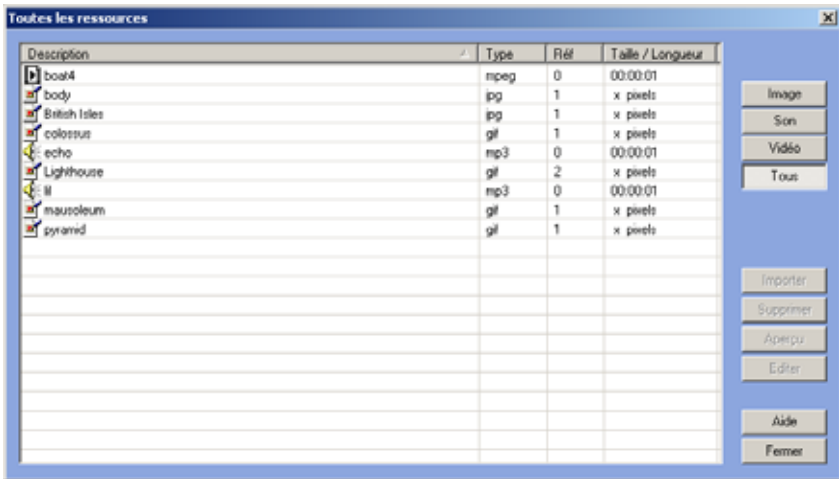 Toutes les ressources
Description Type Réf Taille / Longueur
boat4 mpeg 0 00:00:01
body jpg 1 x pixels
British Isles jpg 1 x pixels
colossus gif 1 x pixels
echo mp3 0 00:00:01
Lighthouse gif 2 x pixels
lil mp3 0 00:00:01
mausoleum gif 1 x pixels
pyramid gif 1 x pixels
Image
Son
Vidéo
Tous
Importer
Supprimer
Aperçu
Editer
Aide
Fermer